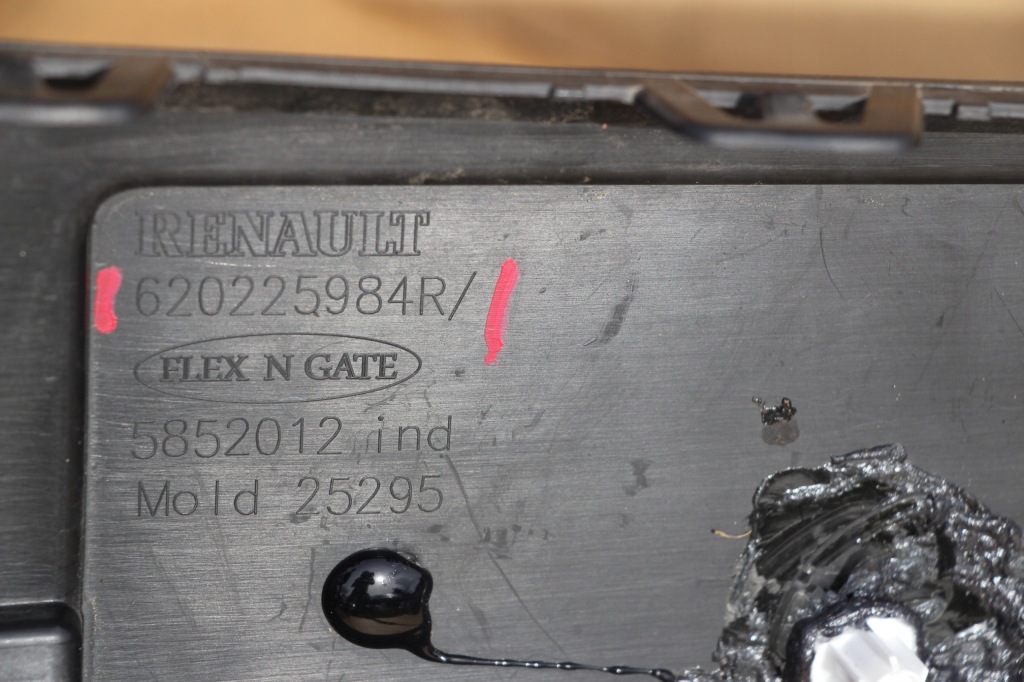 RENAULT
620225984R/
FLEX N GATE
5852012 ind
Mold 25295